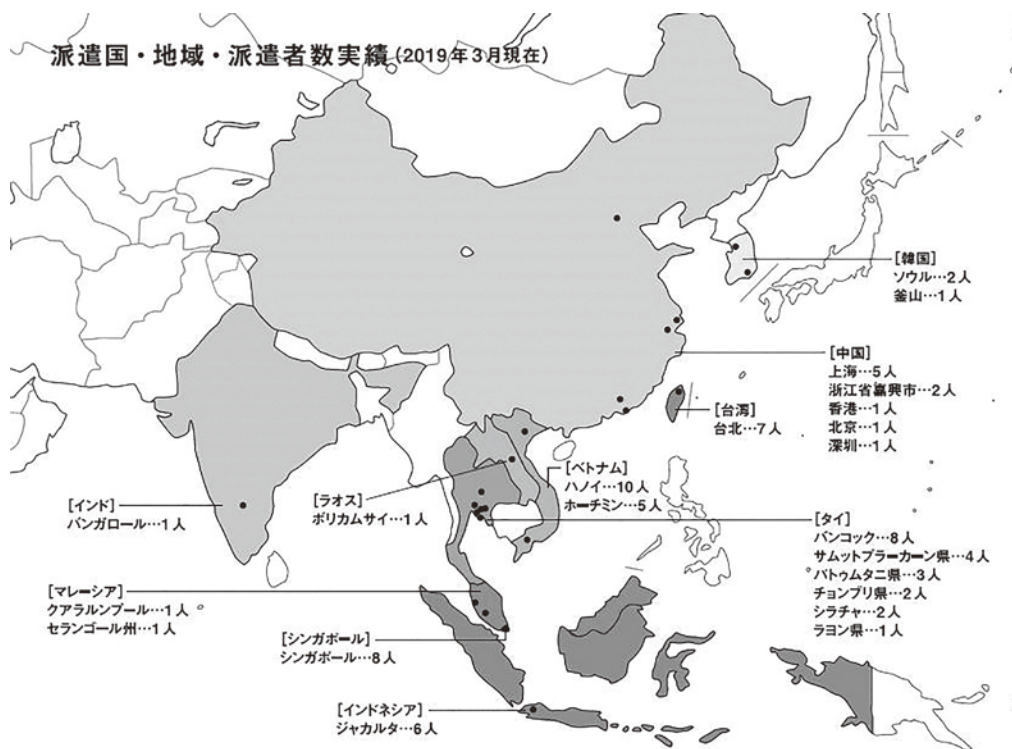 派遣国・地域・派遣者数実績(2019年3月現在)
[韓国]
ソウル…2人
釜山…1人
[中国]
上海…5人
浙江省嘉興市…2人
香港…1人
北京…1人
深圳…1人
[台湾]
台北…7人
[ベトナム]
ハノイ…10人
ホーチミン…5人
[ラオス]
ボリカムサイ…1人
[インド]
バンガロール…1人
[タイ]
バンコック…8人
サムットプラーカーン県…4人
パトゥムタニ県…3人
チョンブリ県…2人
シラチャ…2人
ラヨン県…1人
[マレーシア]
クアラルンプール…1人
セランゴール州…1人
[シンガポール]
シンガポール…8人
[インドネシア]
ジャカルタ…6人